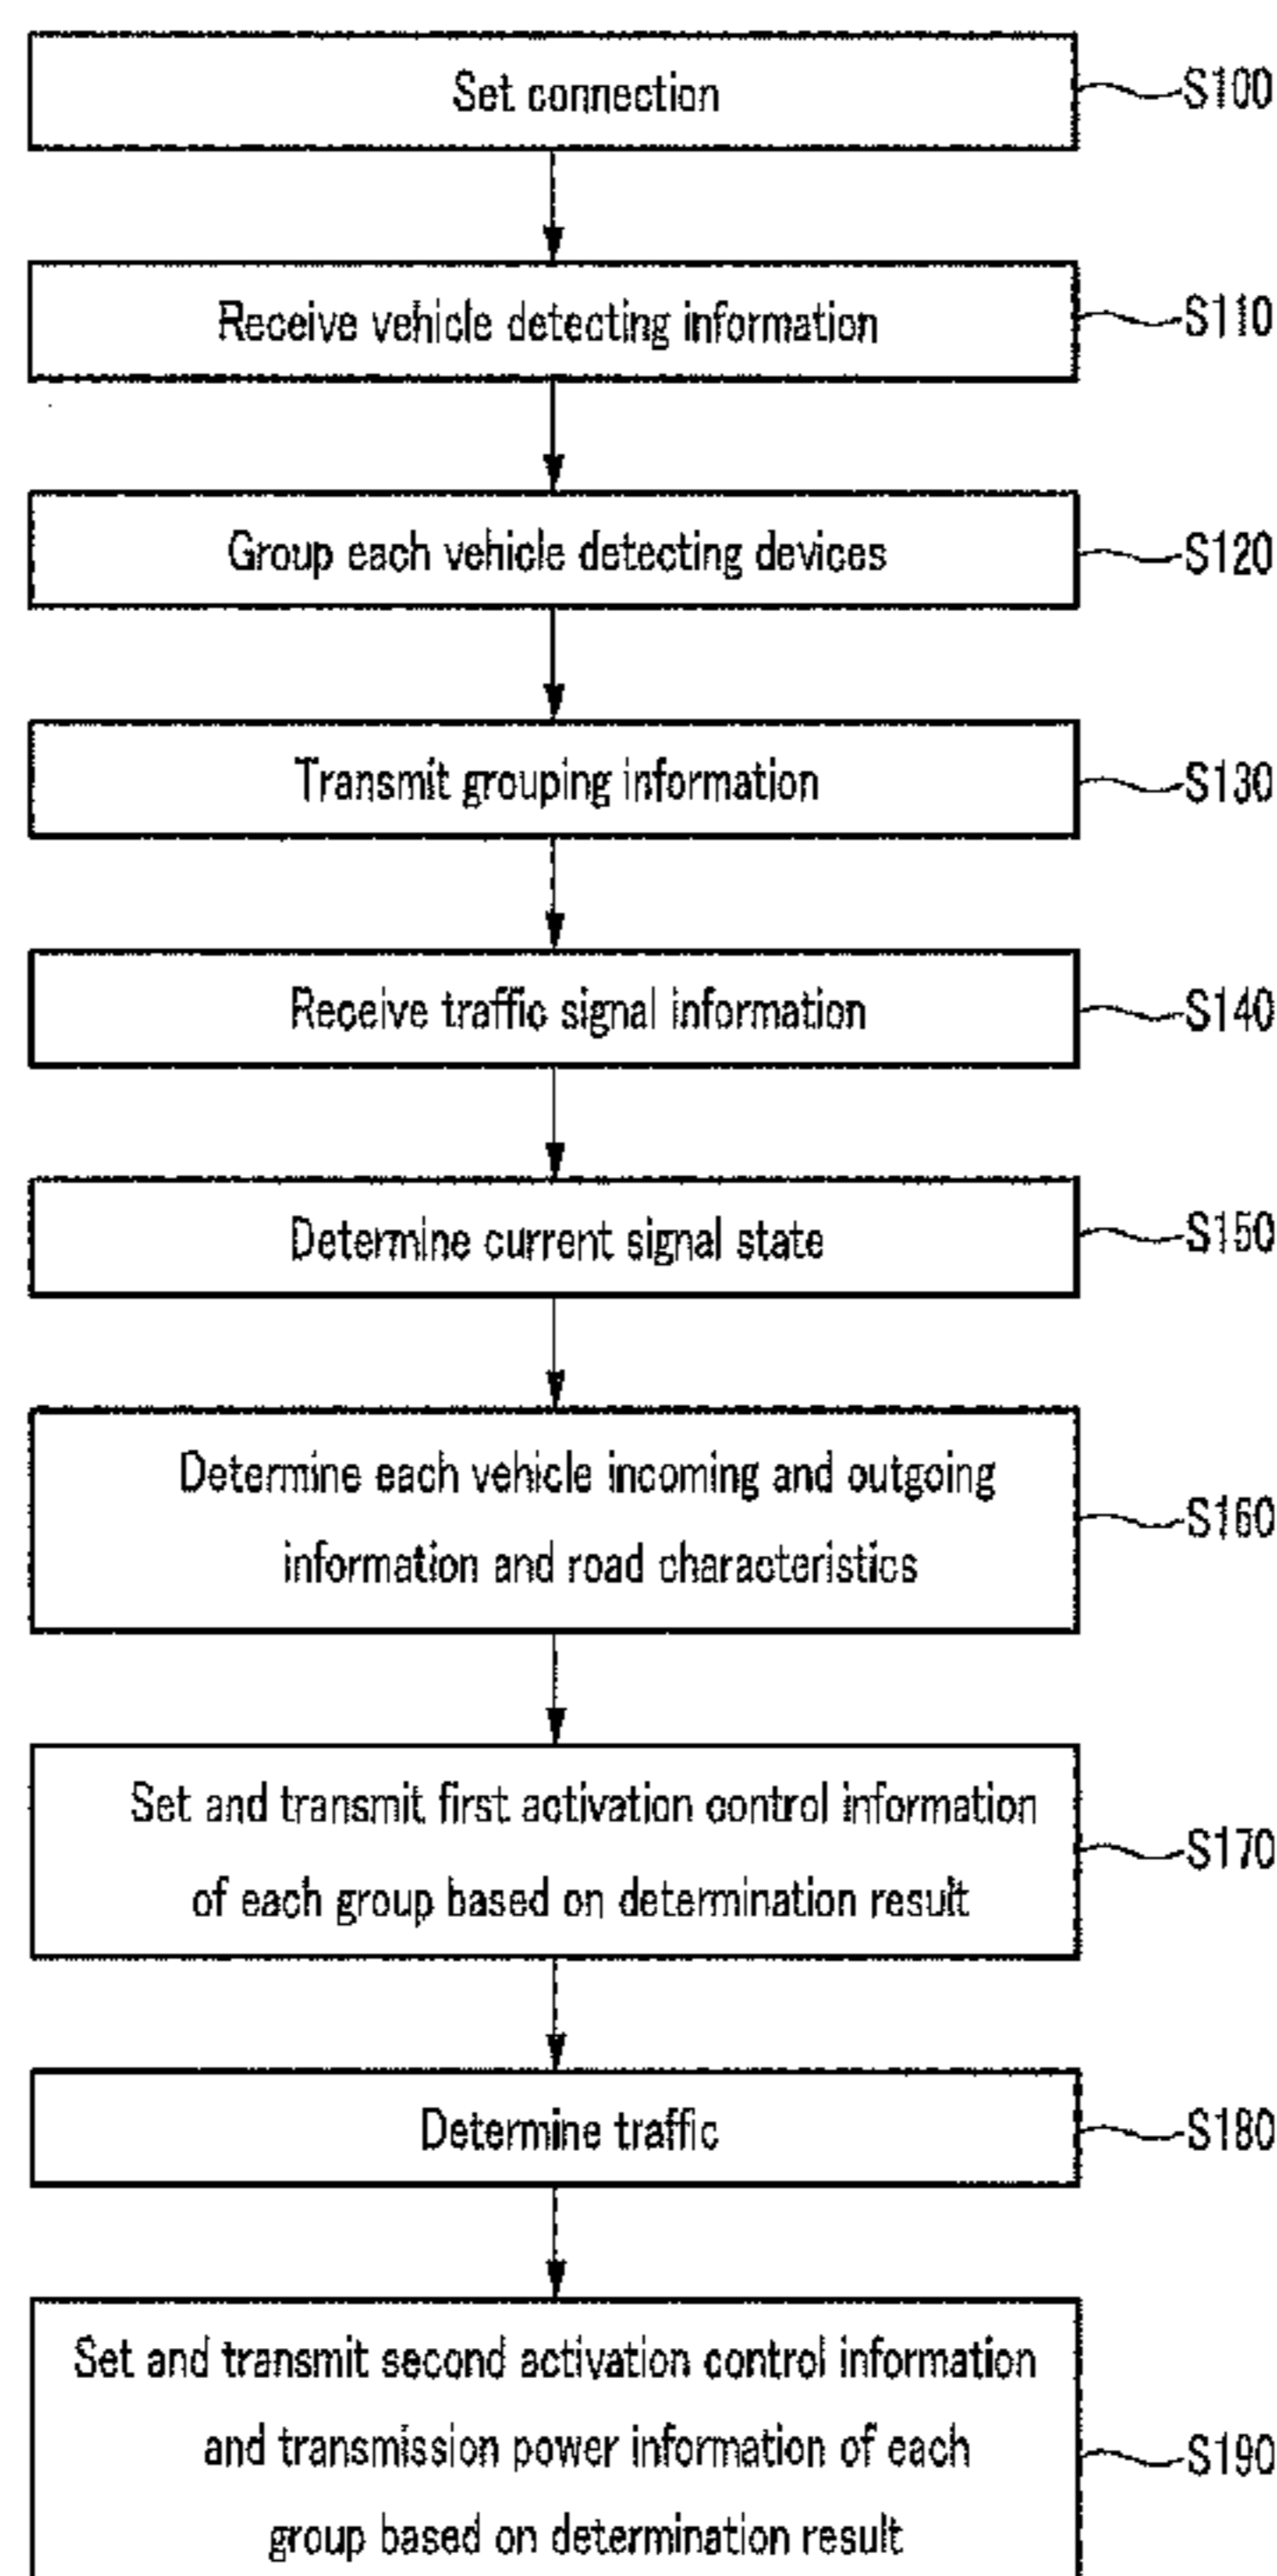 Set connection
S100
Receive vehicle detecting information
S110
Group each vehicle detecting devices
S120
Transmit grouping information
S130
Receive traffic signal information
S140
Determine current signal state
S150
Determine each vehicle incoming and outgoing
information and road characteristics
S160
Set and transmit first activation control information
of each group based on determination result
S170
Determine traffic
S180
Set and transmit second activation control information
and transmission power information of each
group based on determination result
S190